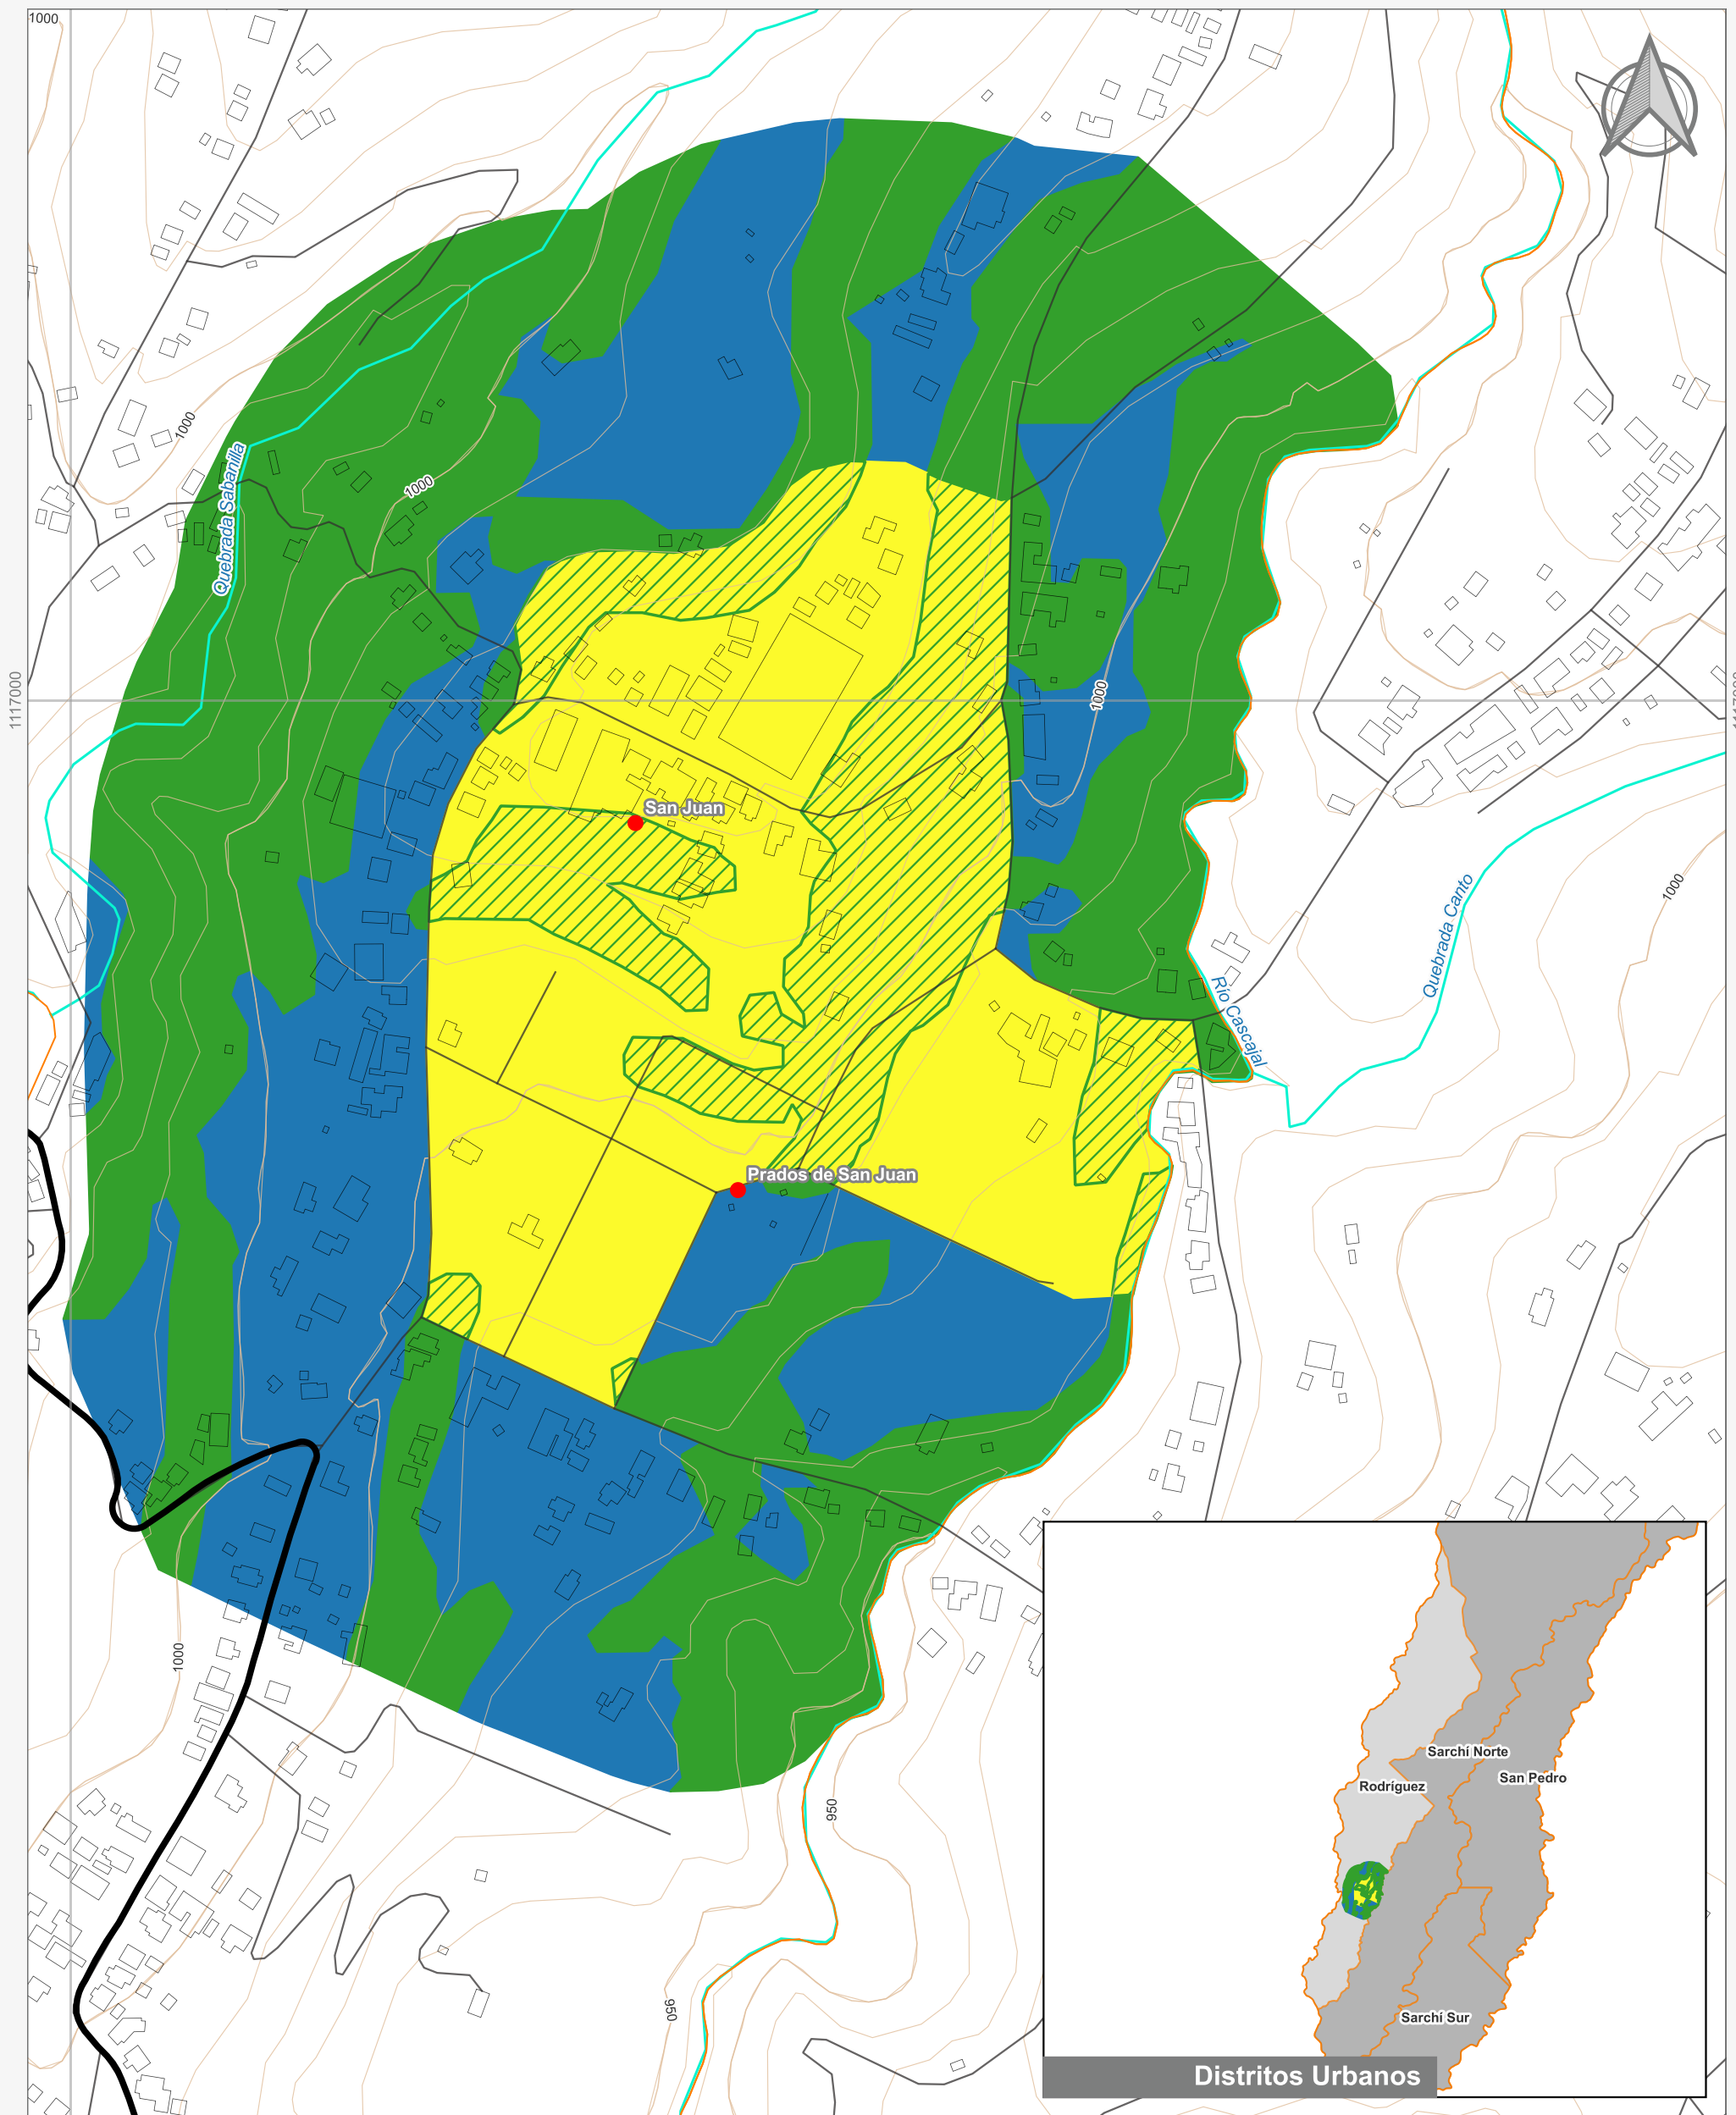 1000
1000
Quebrada Sabanilla
1000
1117000
1000
San Juan
1000
Quebrada Canto
Río Cascajal
Prados de San Juan
1000
950
950
Sarchí Norte
San Pedro
Rodríguez
Sarchí Sur
Distritos Urbanos